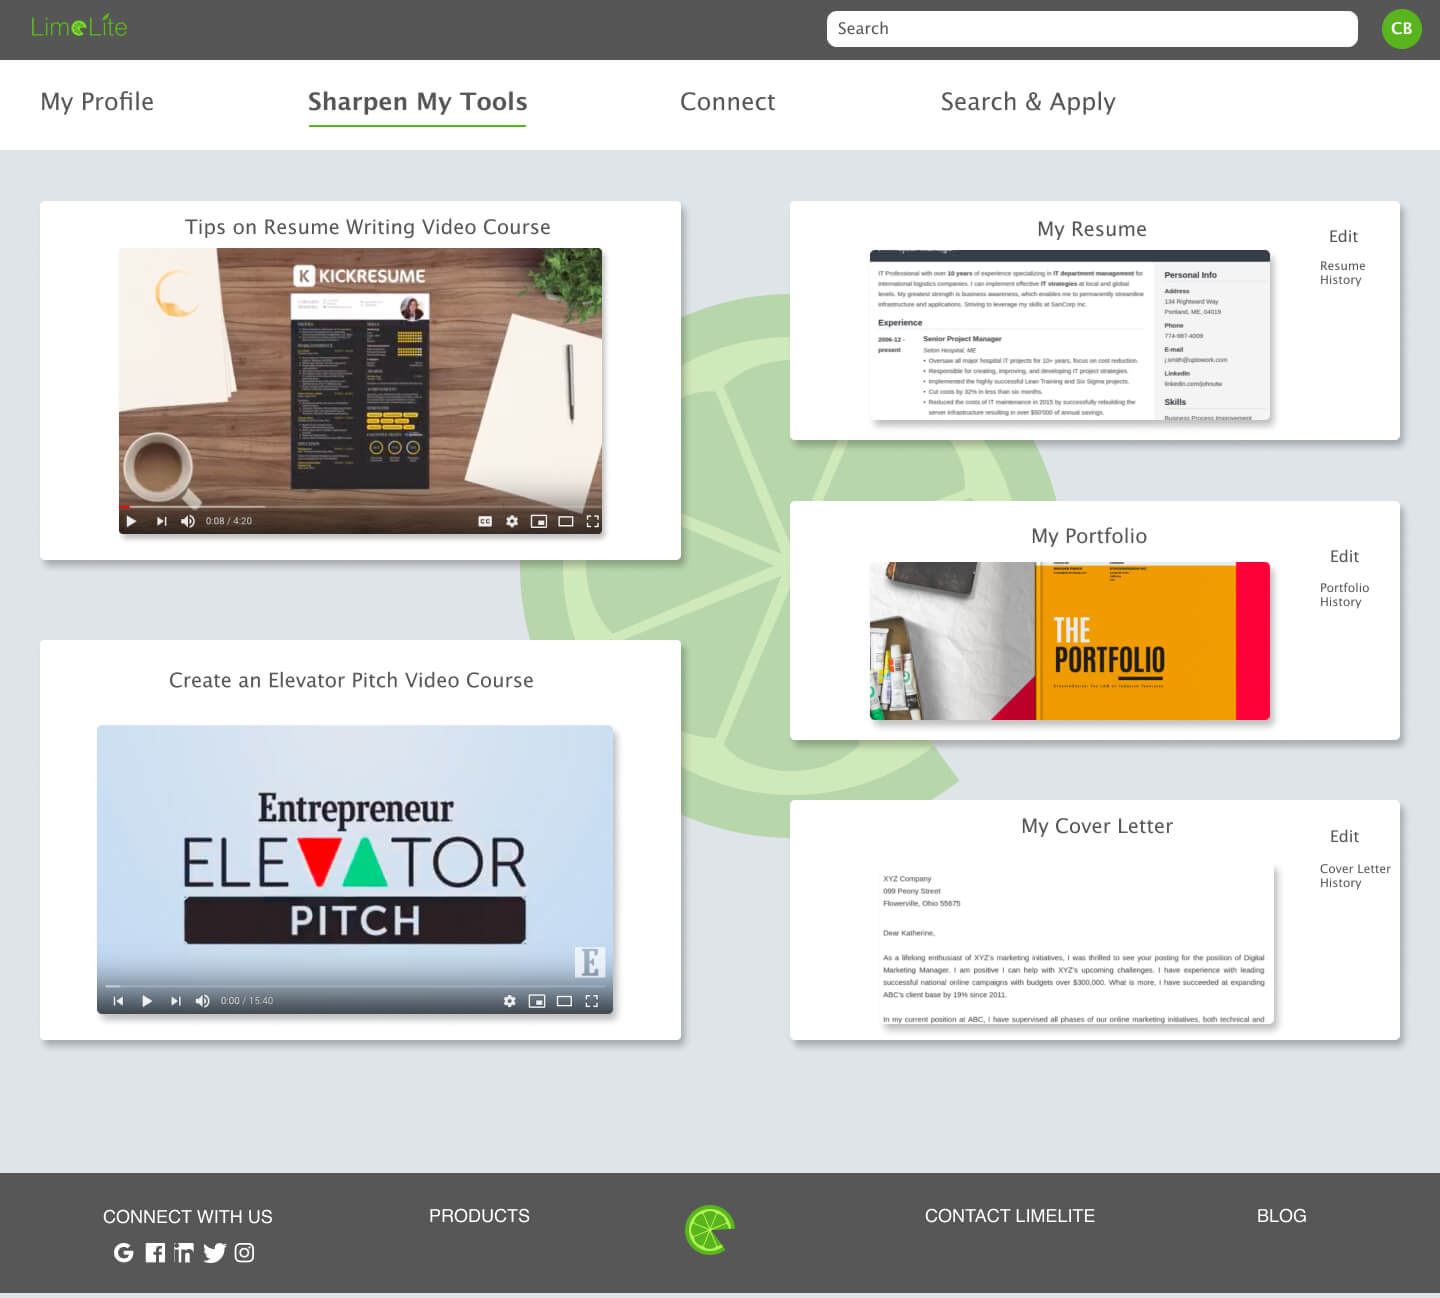 LimeLite
Search
CB
My Profile
Sharpen My Tools
Connect
Search & Apply
Tips on Resume Writing Video Course
KICKRESUME
0:08 / 4:20
Create an Elevator Pitch Video Course
Entrepreneur
ELEVATOR
PITCH
E
0:00 / 15:40
My Resume
Edit
Resume
History
IT Professional with over 10 years of experience specializing in IT department management for
international logistics companies. I can implement effective IT strategies at local and global
levels. My greatest strength is business awareness, which enables me to permanently streamline
infrastructure and applications. Striving to leverage my skills at SanCorp Inc.
Experience
2006-12 -
present
Senior Project Manager
Seton Hospital, ME
• Oversaw all major hospital IT projects for 10+ years, focus on cost reduction.
• Responsible for creating, improving, and developing IT project strategies.
• Implemented the highly successful Lean Training and Six Sigma projects.
• Cut costs by 32% in less than six months.
• Reduced the costs of IT maintenance in 2015 by successfully rebuilding the
server infrastructure resulting in over $50'000 of annual savings.
Personal Info
Address
134 Rightward Way
Portland, ME, 04019
Phone
774-987-4009
E-mail
j.smith@uptowork.com
LinkedIn
linkedin.com/johnutw
Skills
Business Process Improvement
My Portfolio
Edit
Portfolio
History
THE
PORTFOLIO
My Cover Letter
Edit
Cover Letter
History
XYZ Company
099 Peony Street
Flowerville, Ohio 55675
Dear Katherine,
As a lifelong enthusiast of XYZ's marketing initiatives, I was thrilled to see your posting for the position of Digital
Marketing Manager. I am positive I can help with XYZ's upcoming challenges. I have experience with leading
successful national online campaigns with budgets over $300,000. What is more, I have succeeded at expanding
ABC's client base by 19% since 2011.
In my current position at ABC, I have supervised all phases of our online marketing initiatives, both technical and
CONNECT WITH US
PRODUCTS
CONTACT LIMELITE
BLOG